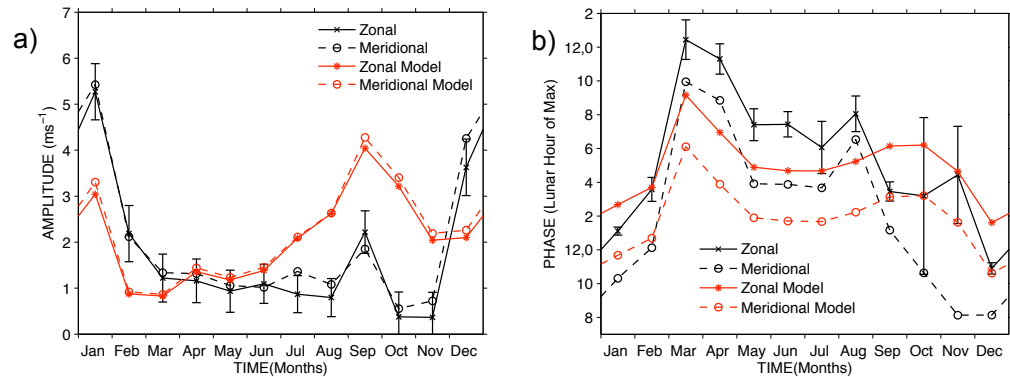 a)
7
6
5
4
3
2
1
0
AMPLITUDE (ms⁻¹)
Zonal
Meridional
Zonal Model
Meridional Model
Jan Feb Mar Apr May Jun Jul Aug Sep Oct Nov Dec
TIME(Months)
b)
2
12,0
10
8
6
4
2
12,0
10
8
PHASE (Lunar Hour of Max)
Zonal
Meridional
Zonal Model
Meridional Model
Jan Feb Mar Apr May Jun Jul Aug Sep Oct Nov Dec
TIME(Months)